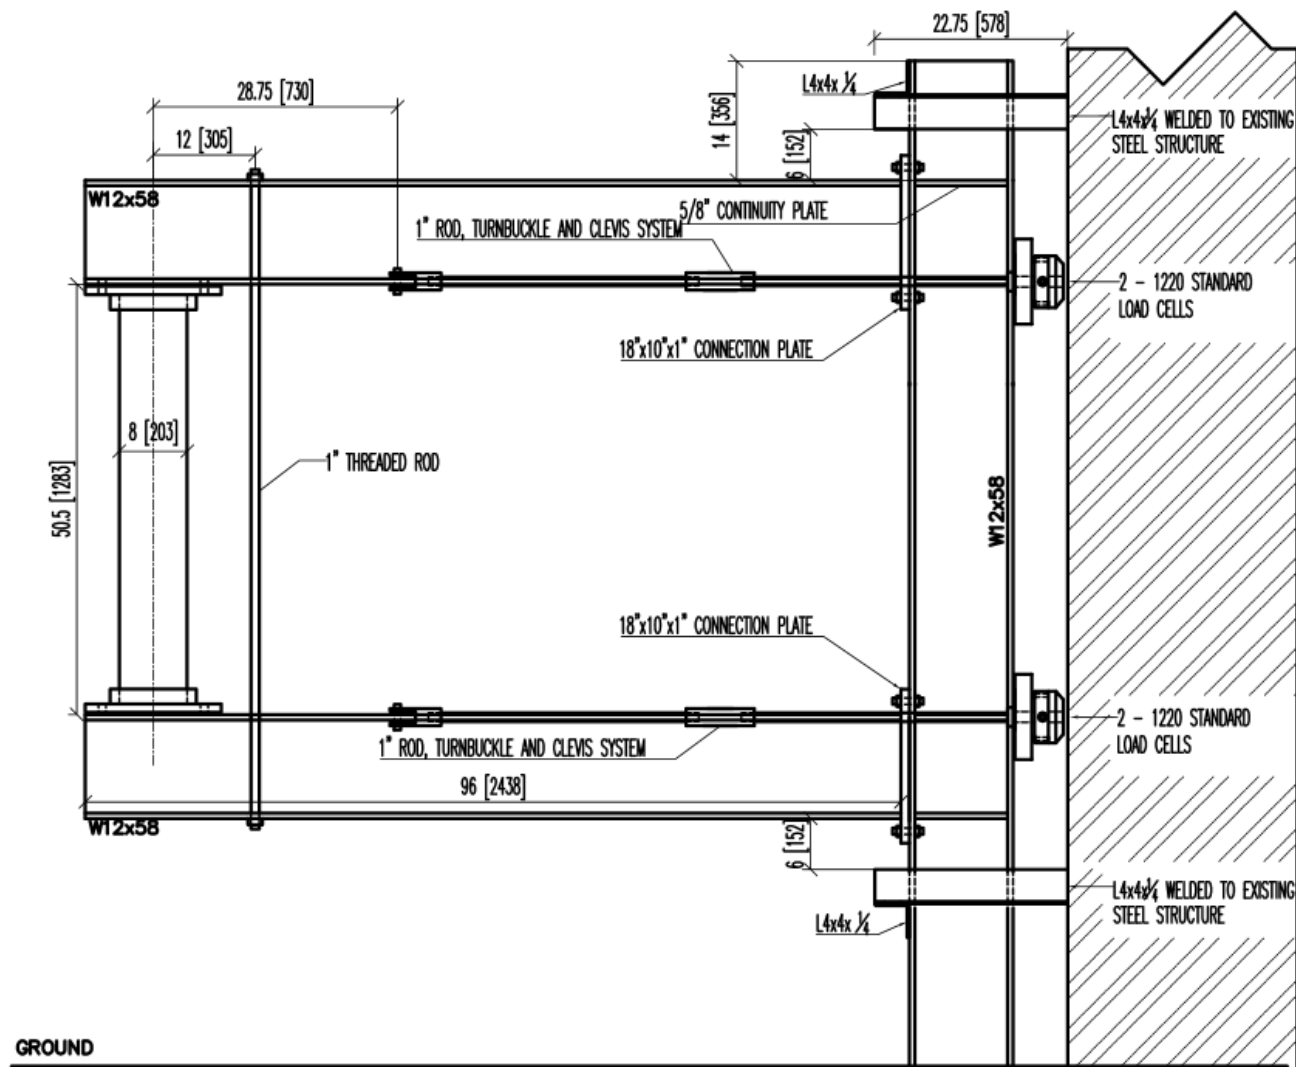 22.75 [578]
28.75 [730]
L4x4x 1/4
14 [356]
12 [305]
6 [152]
L4x4x1/4 WELDED TO EXISTING
STEEL STRUCTURE
W12x58
5/8" CONTINUITY PLATE
1" ROD, TURNBUCKLE AND CLEVIS SYSTEM
2 - 1220 STANDARD
LOAD CELLS
18"x10"x1" CONNECTION PLATE
8 [203]
1" THREADED ROD
50.5 [1283]
W12x58
18"x10"x1" CONNECTION PLATE
2 - 1220 STANDARD
LOAD CELLS
1" ROD, TURNBUCKLE AND CLEVIS SYSTEM
96 [2438]
W12x58
6 [152]
L4x4x1/4 WELDED TO EXISTING
STEEL STRUCTURE
L4x4x 1/4
GROUND